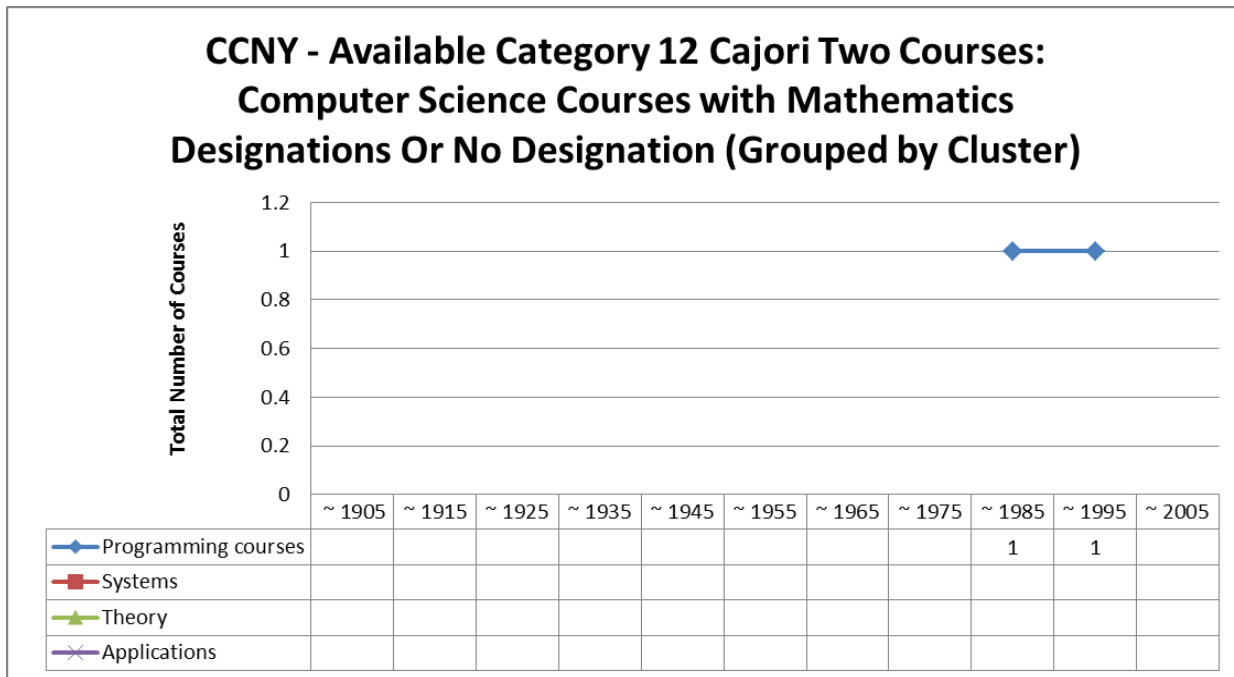 CCNY - Available Category 12 Cajori Two Courses:
Computer Science Courses with Mathematics
Designations Or No Designation (Grouped by Cluster)
Total Number of Courses
1.2
1
0.8
0.6
0.4
0.2
0
~ 1905 ~ 1915 ~ 1925 ~ 1935 ~ 1945 ~ 1955 ~ 1965 ~ 1975 ~ 1985 ~ 1995 ~ 2005
Programming courses 1 1
Systems
Theory
Applications